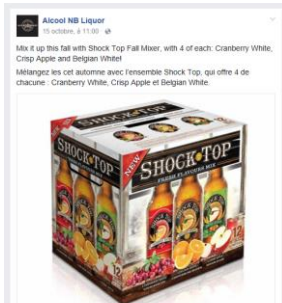 Alcool NB Liquor
15 octobre, à 11:00
Mix it up this fall with Shock Top Fall Mixer, with 4 of each: Cranberry White,
Crisp Apple and Belgian White!
Mélangez les cet automne avec l'ensemble Shock Top, qui offre 4 de
chacune : Cranberry White, Crisp Apple et Belgian White.
NEW
SHOCK TOP
SHOCK TOP
FRESH FLAVOURS MIX
12